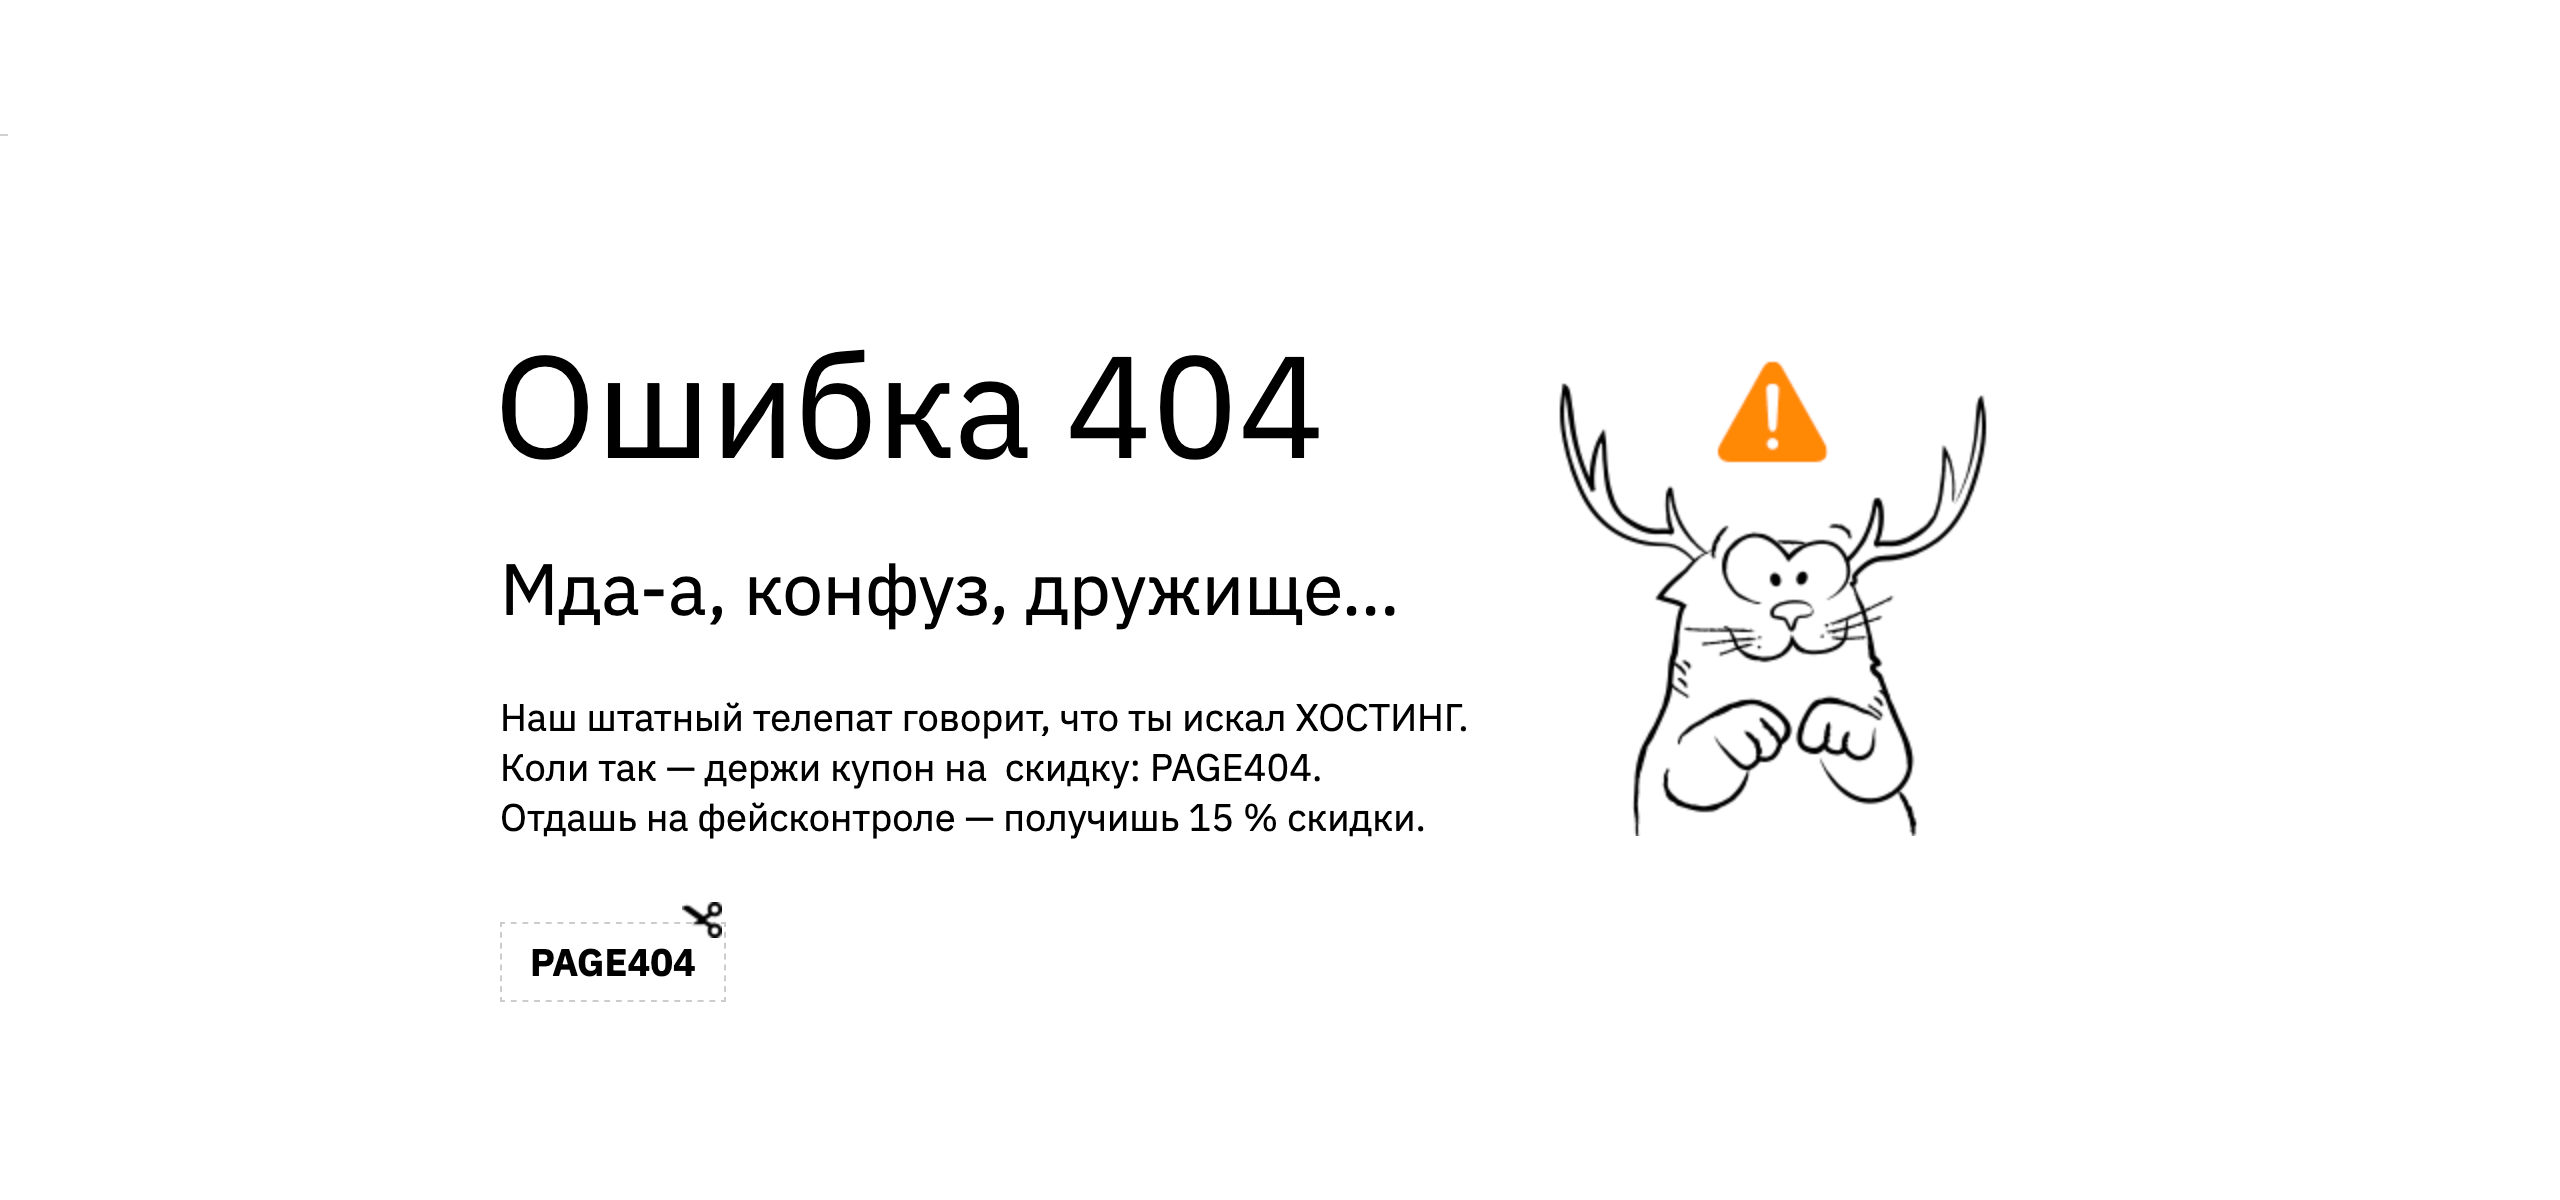 Ошибка 404
Мда-а, конфуз, дружище...
Наш штатный телепат говорит, что ты искал ХОСТИНГ.
Коли так — держи купон на  скидку: PAGE404.
Отдашь на фейсконтроле — получишь 15 % скидки.
PAGE404